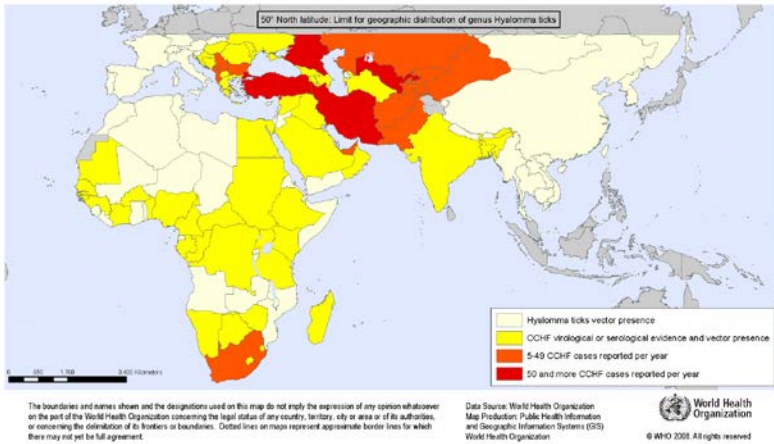 50° North latitude: Limit for geographic distribution of genus Hyalomma ticks
Hyalomma ticks vector presence
CCHF virological or serological evidence and vector presence
5-49 CCHF cases reported per year
50 and more CCHF cases reported per year
Kilometers
The boundaries and names shown and the designations used on this map do not imply the expression of any opinion whatsoever
on the part of the World Health Organization concerning the legal status of any country, territory, city or area or of its authorities,
or concerning the delimitation of its frontiers or boundaries. Dotted lines on maps represent approximate border lines for which
there may not yet be full agreement.
Data Source: World Health Organization
Map Production: Public Health Information
and Geographic Information Systems (GIS)
World Health Organization
World Health
Organization
© WHO 2008. All rights reserved